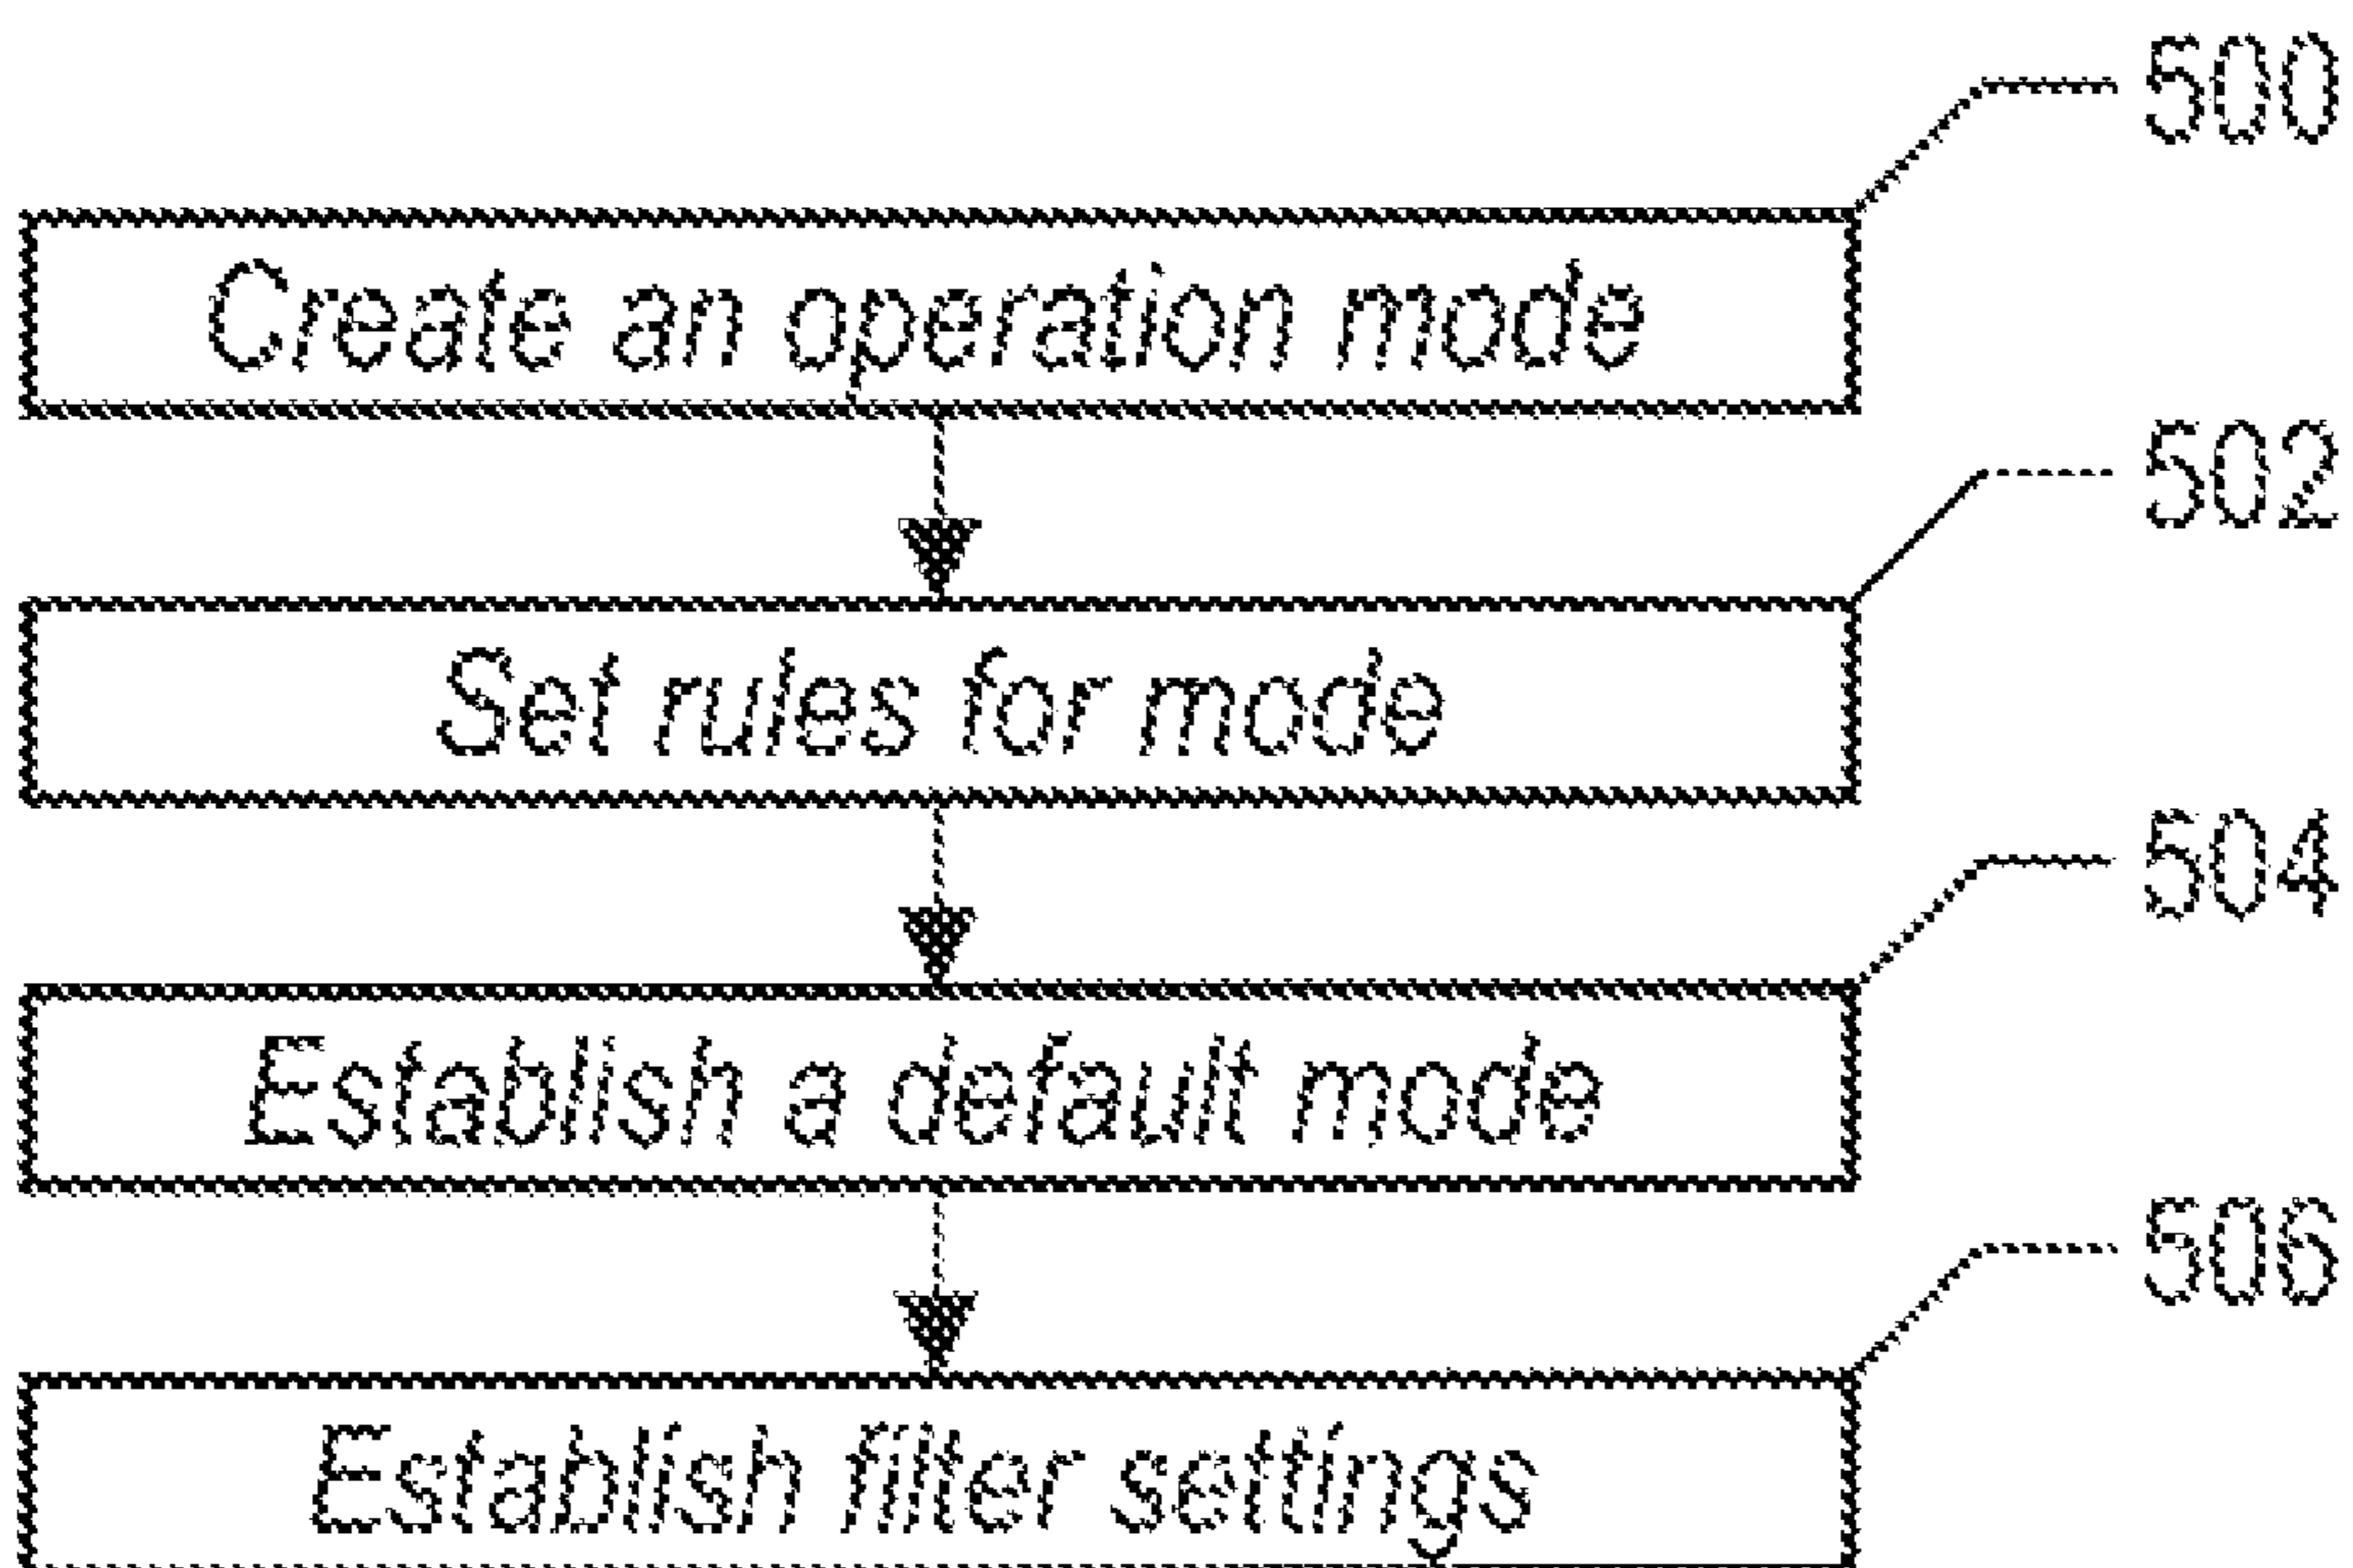 500
Create an operation mode
502
Set rules for mode
504
Establish a default mode
506
Establish filter settings